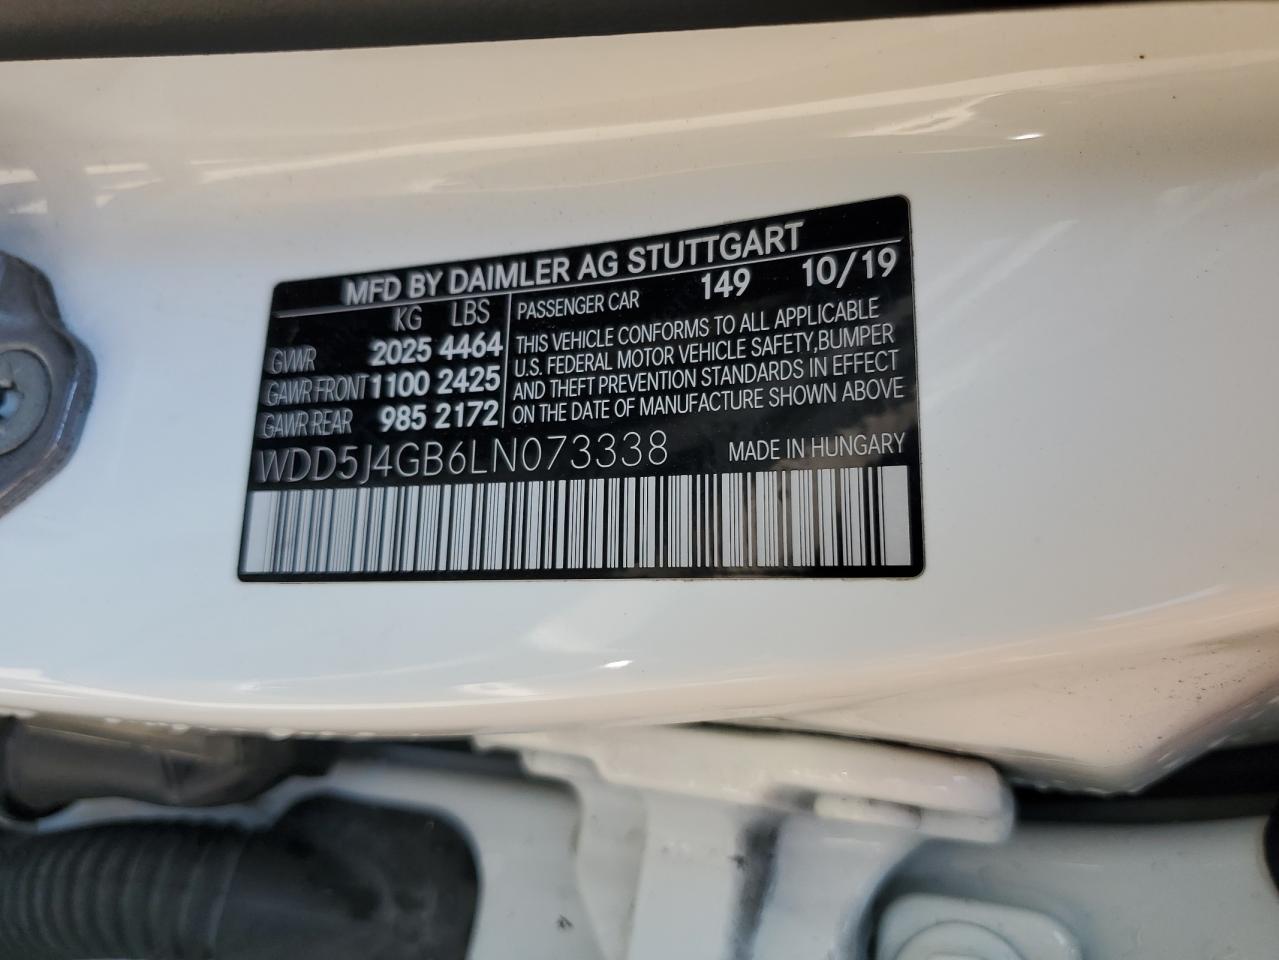 MFD BY DAIMLER AG STUTTGART
KG LBS
GVWR 2025 4464
GAWR FRONT 1100 2425
GAWR REAR 985 2172
PASSENGER CAR 149 10/19
THIS VEHICLE CONFORMS TO ALL APPLICABLE
U.S. FEDERAL MOTOR VEHICLE SAFETY,BUMPER
AND THEFT PREVENTION STANDARDS IN EFFECT
ON THE DATE OF MANUFACTURE SHOWN ABOVE
WDD5J4GB6LN073338 MADE IN HUNGARY